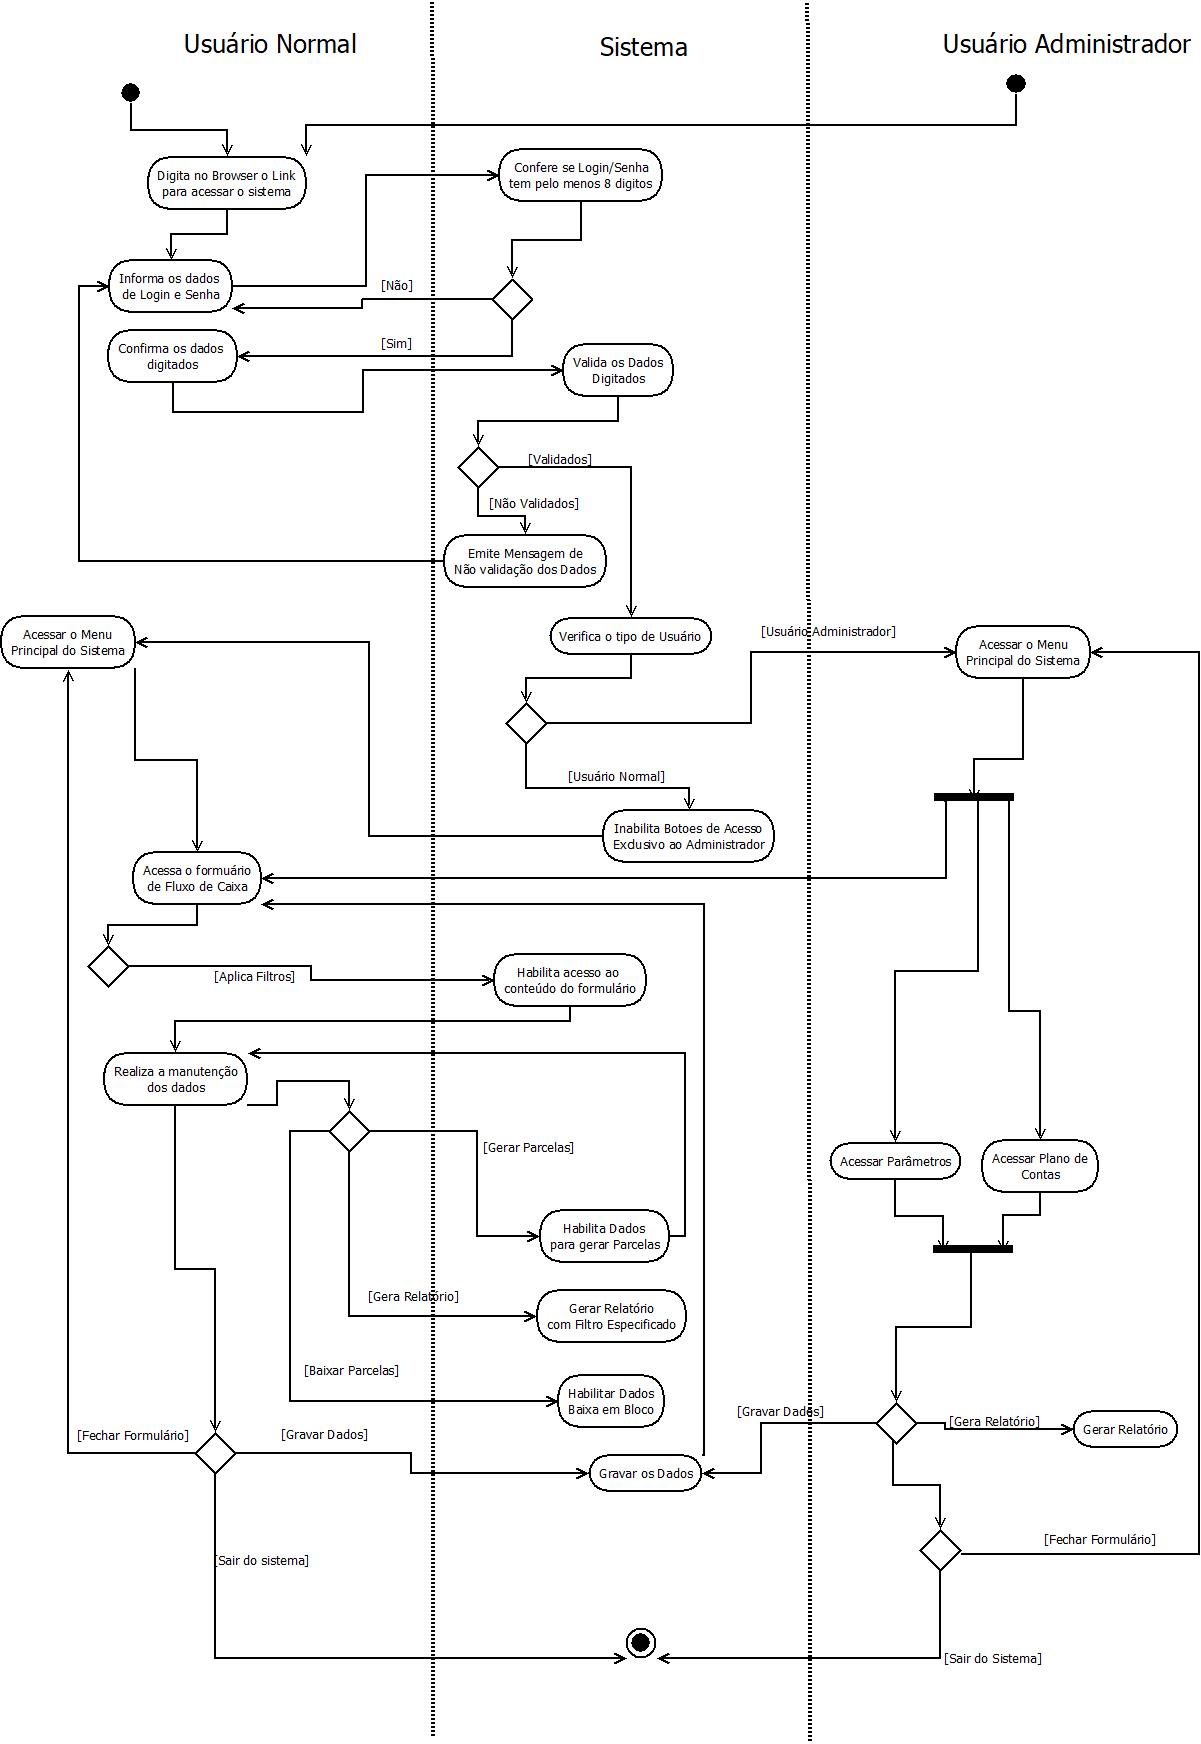 Usuário Normal
Sistema
Usuário Administrador
Digita no Browser o Link
para acessar o sistema
Confere se Login/Senha
tem pelo menos 8 digitos
Informa os dados
de Login e Senha
[Não]
[Sim]
Confirma os dados
digitados
Valida os Dados
Digitados
[Validados]
[Não Validados]
Emite Mensagem de
Não validação dos Dados
Acessar o Menu
Principal do Sistema
Verifica o tipo de Usuário
[Usuário Administrador]
Acessar o Menu
Principal do Sistema
[Usuário Normal]
Inabilita Botoes de Acesso
Exclusivo ao Administrador
Acessa o formuário
de Fluxo de Caixa
[Aplica Filtros]
Habilita acesso ao
conteúdo do formulário
Realiza a manutenção
dos dados
[Gerar Parcelas]
Acessar Parâmetros
Acessar Plano de
Contas
Habilita Dados
para gerar Parcelas
[Gera Relatório]
Gerar Relatório
com Filtro Especificado
[Baixar Parcelas]
Habilitar Dados
Baixa em Bloco
[Gravar Dados]
[Gera Relatório]
Gerar Relatório
[Fechar Formulário]
[Gravar Dados]
Gravar os Dados
[Fechar Formulário]
[Sair do sistema]
[Sair do Sistema]